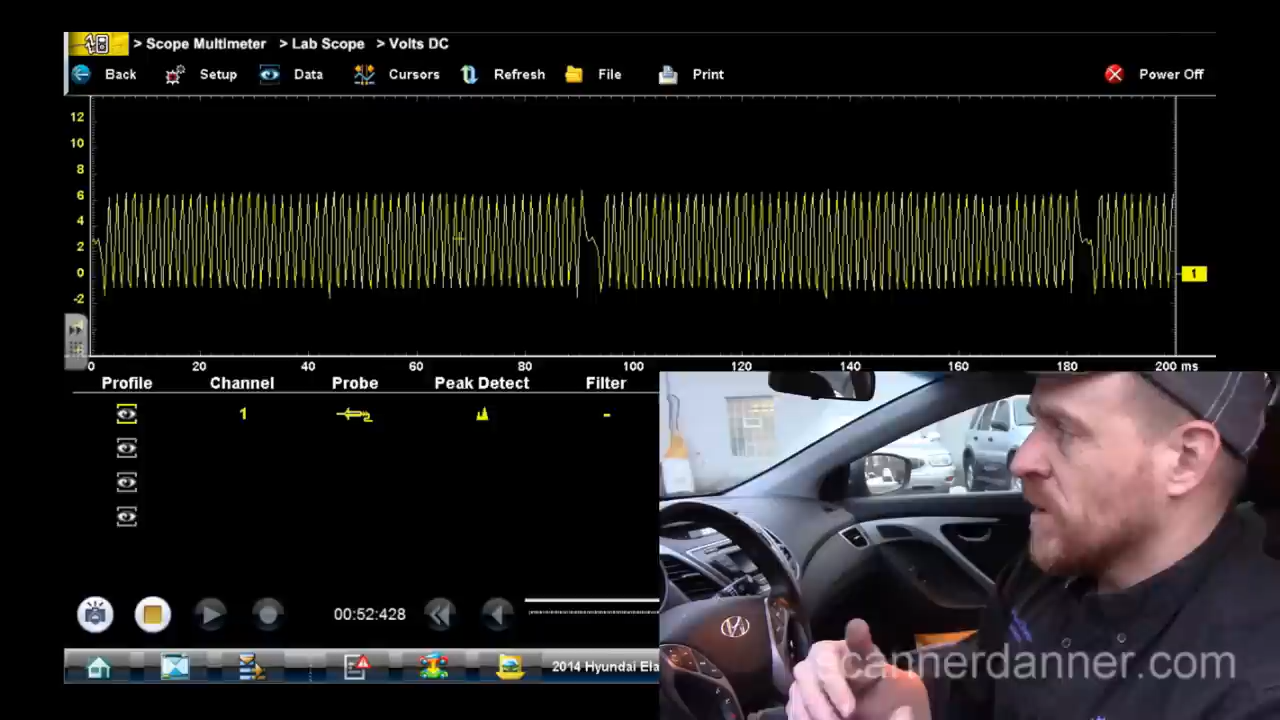 > Scope Multimeter > Lab Scope > Volts DC
Back Setup Data Cursors Refresh File Print Power Off
12
10
8
6
4
2
0
-2
1
0 20 40 60 80 100 120 140 160 180 200 ms
Profile Channel Probe Peak Detect Filter
1 -
00:52:428
2014 Hyundai Ela
scannerdanner.com